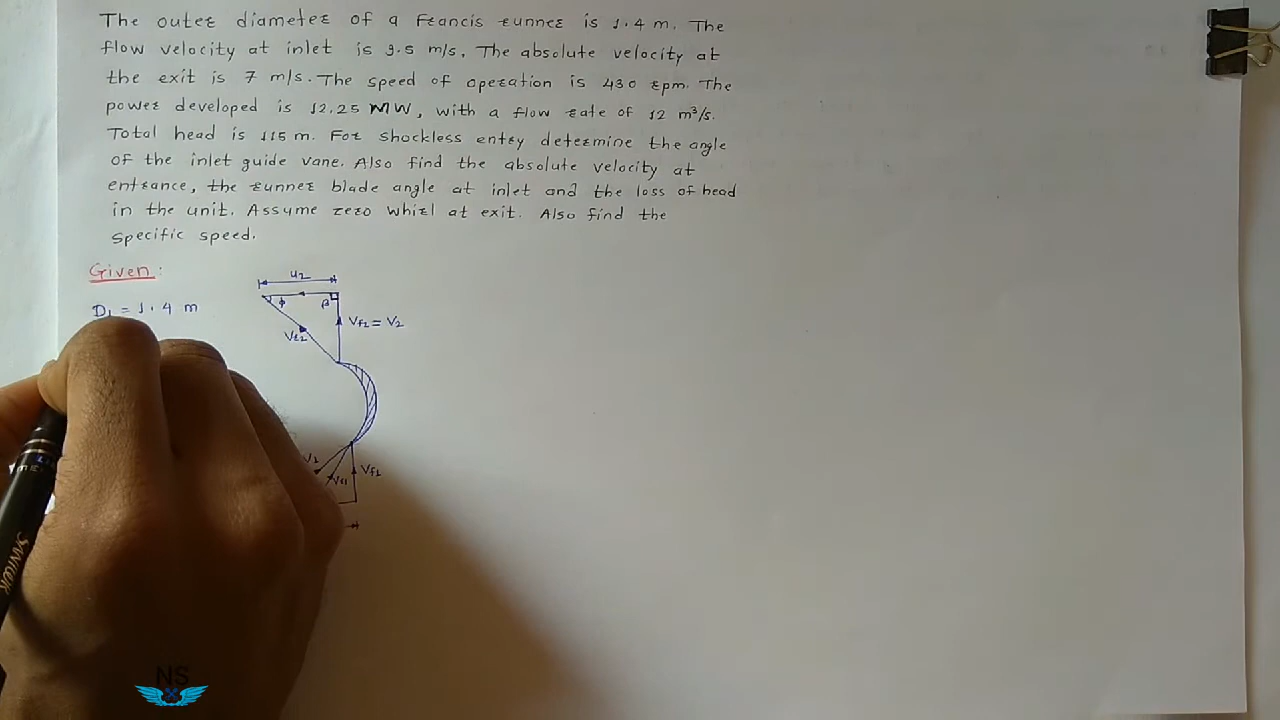 The outer diameter of a Francis runner is 1.4 m. The
flow velocity at inlet is 9.5 m/s. The absolute velocity at
the exit is 7 m/s. The speed of operation is 430 rpm. The
power developed is 12.25 MW, with a flow rate of 12 m³/s.
Total head is 115 m. For shockless entry determine the angle
of the inlet guide vane. Also find the absolute velocity at
entrance, the runner blade angle at inlet and the loss of head
in the unit. Assume zero whirl at exit. Also find the
specific speed.
Given:
u2
D1 = 1.4 m
ϕ β
Vf2 = V2
Vr2
V1
Vf1
Vr1
NS